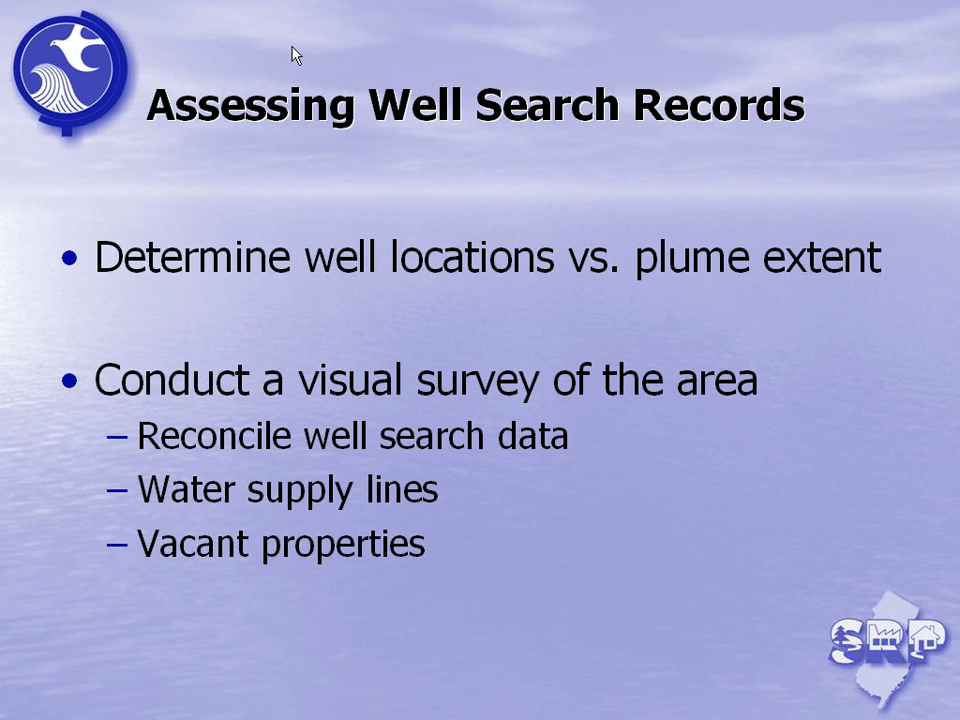 Assessing Well Search Records
• Determine well locations vs. plume extent
• Conduct a visual survey of the area
– Reconcile well search data
– Water supply lines
– Vacant properties
SRP